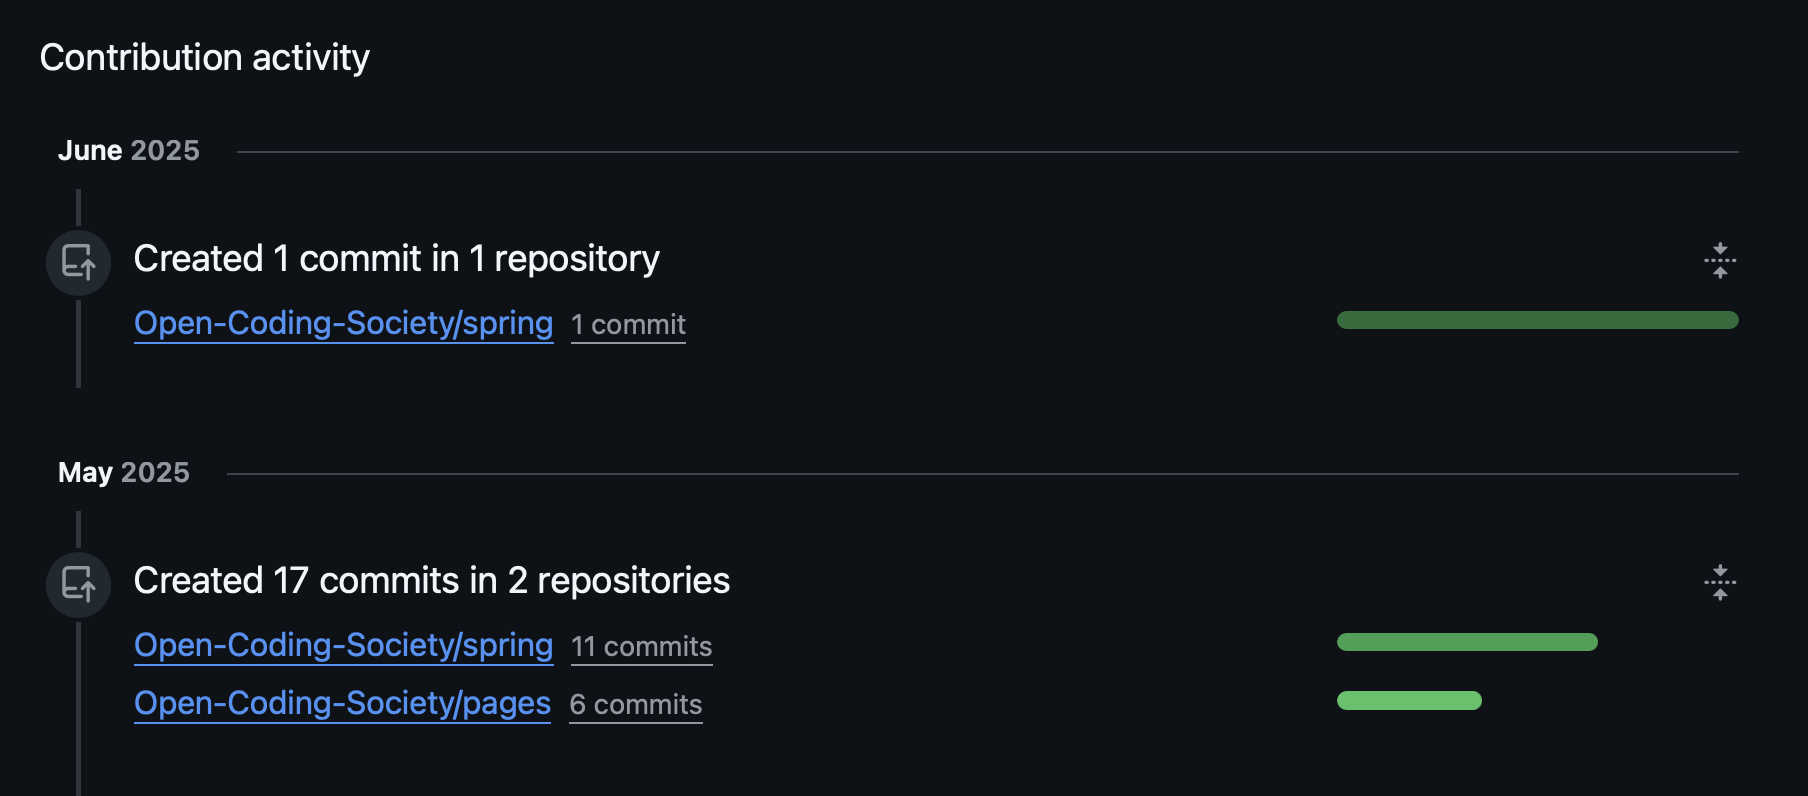 Contribution activity
June 2025
Created 1 commit in 1 repository
Open-Coding-Society/spring 1 commit
May 2025
Created 17 commits in 2 repositories
Open-Coding-Society/spring 11 commits
Open-Coding-Society/pages 6 commits